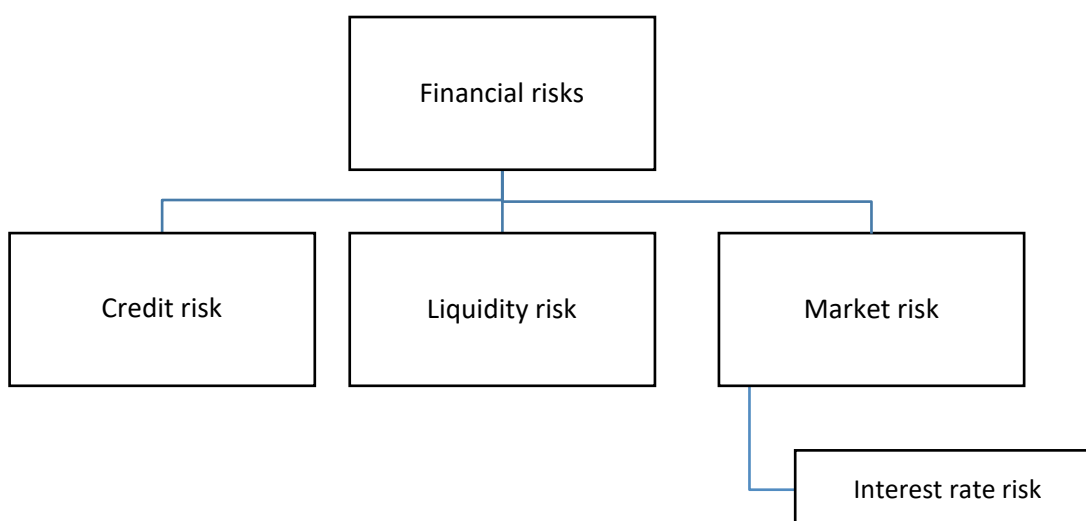 Financial risks
Credit risk
Liquidity risk
Market risk
Interest rate risk